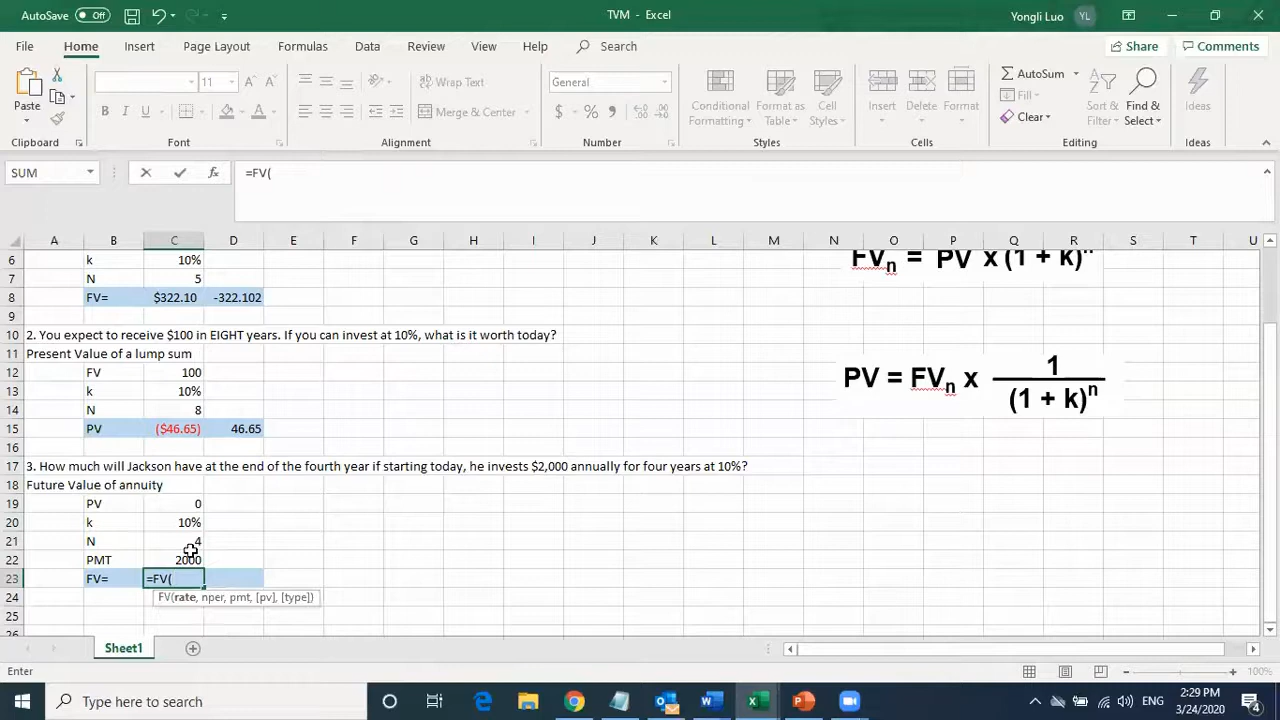 AutoSave Off TVM - Excel Yongli Luo YL
File Home Insert Page Layout Formulas Data Review View Help Search Share Comments
Paste 11 Wrap Text General Conditional Formatting Format as Table Cell Styles Insert Delete Format AutoSum Fill Clear Sort & Filter Find & Select Ideas
B I U A Merge & Center $ % ,
Clipboard Font Alignment Number Styles Cells Editing Ideas
SUM fx =FV(
A B C D E F G H I J K L M N O P Q R S T U
6 k 10%
FVn = PV x (1 + k)n
7 N 5
8 FV= $322.10 -322.102
9
10 2. You expect to receive $100 in EIGHT years. If you can invest at 10%, what is it worth today?
11 Present Value of a lump sum
12 FV 100
PV = FVn x 1
(1 + k)n
13 k 10%
14 N 8
15 PV ($46.65) 46.65
16
17 3. How much will Jackson have at the end of the fourth year if starting today, he invests $2,000 annually for four years at 10%?
18 Future Value of annuity
19 PV 0
20 k 10%
21 N 4
22 PMT 2000
23 FV= =FV(
24 FV(rate, nper, pmt, [pv], [type])
25
26
Sheet1
Enter 100%
Type here to search ENG 2:29 PM
3/24/2020 4